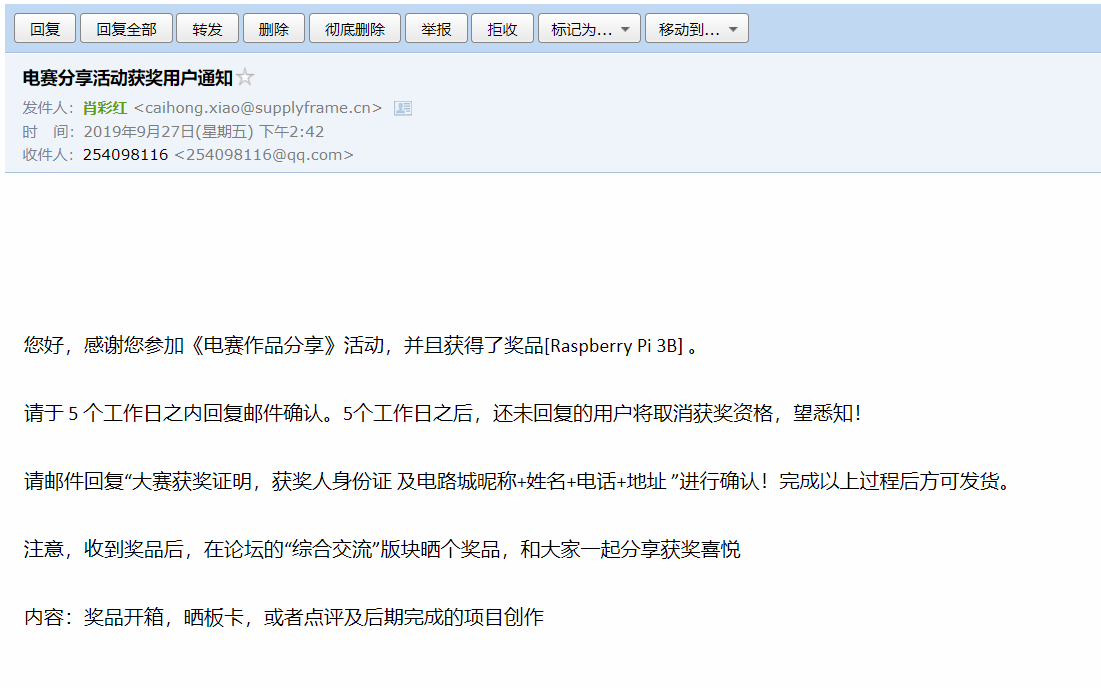 回复 回复全部 转发 删除 彻底删除 举报 拒收 标记为... 移动到...
电赛分享活动获奖用户通知
发件人：肖彩红 <caihong.xiao@supplyframe.cn>
时 间：2019年9月27日(星期五) 下午2:42
收件人：254098116 <254098116@qq.com>
您好，感谢您参加《电赛作品分享》活动，并且获得了奖品[Raspberry Pi 3B] 。
请于 5 个工作日之内回复邮件确认。5个工作日之后，还未回复的用户将取消获奖资格，望悉知！
请邮件回复“大赛获奖证明，获奖人身份证 及电路城昵称+姓名+电话+地址 ”进行确认！完成以上过程后方可发货。
注意，收到奖品后，在论坛的“综合交流”版块晒个奖品，和大家一起分享获奖喜悦
内容：奖品开箱，晒板卡，或者点评及后期完成的项目创作